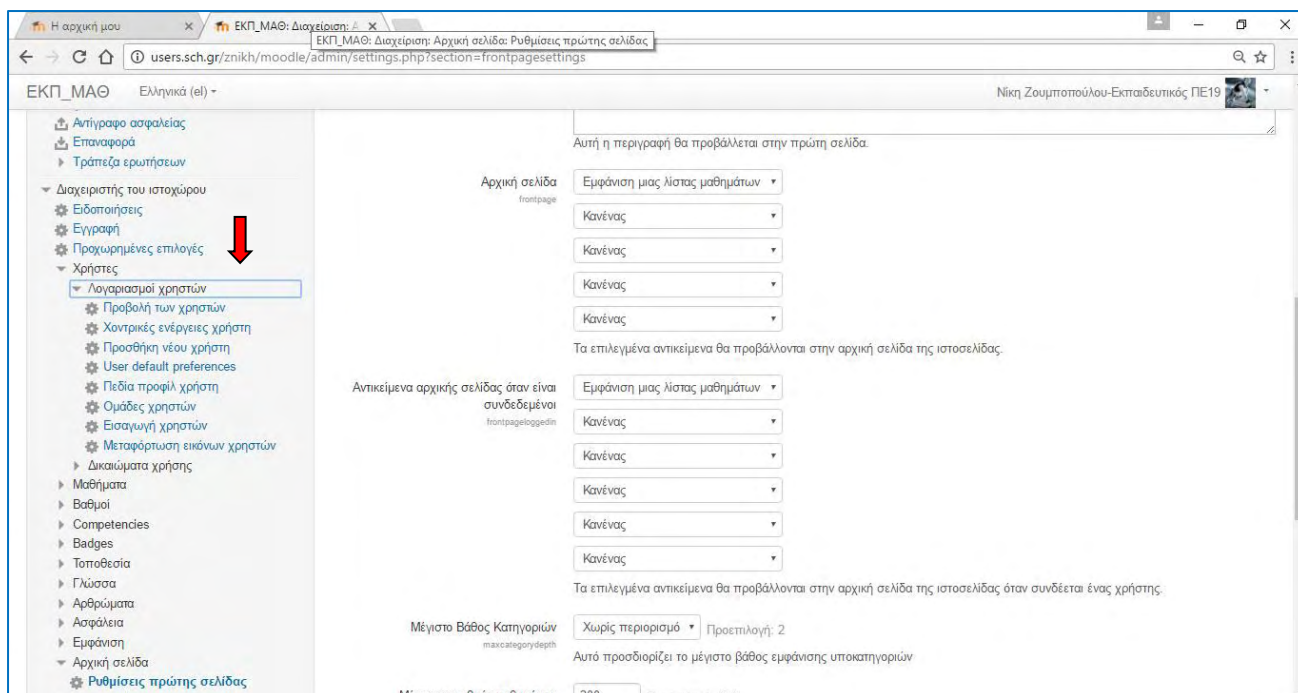 Η αρχική μου
ΕΚΠ_ΜΑΘ: Διαχείριση: Α
ΕΚΠ_ΜΑΘ: Διαχείριση: Αρχική σελίδα: Ρυθμίσεις πρώτης σελίδας
users.sch.gr/znikh/moodle/admin/settings.php?section=frontpagesettings
ΕΚΠ_ΜΑΘ Ελληνικά (el)
Νίκη Ζουμποπούλου-Εκπαιδευτικός ΠΕ19
Αντίγραφο ασφαλείας
Επαναφορά
Τράπεζα ερωτήσεων
Διαχειριστής του ιστοχώρου
Ειδοποιήσεις
Εγγραφή
Προχωρημένες επιλογές
Χρήστες
Λογαριασμοί χρηστών
Προβολή των χρηστών
Χοντρικές ενέργειες χρήστη
Προσθήκη νέου χρήστη
User default preferences
Πεδία προφίλ χρήστη
Ομάδες χρηστών
Εισαγωγή χρηστών
Μεταφόρτωση εικόνων χρηστών
Δικαιώματα χρήσης
Μαθήματα
Βαθμοί
Competencies
Badges
Τοποθεσία
Γλώσσα
Αρθρώματα
Ασφάλεια
Εμφάνιση
Αρχική σελίδα
Ρυθμίσεις πρώτης σελίδας
Αυτή η περιγραφή θα προβάλλεται στην πρώτη σελίδα.
Αρχική σελίδα
frontpage
Εμφάνιση μιας λίστας μαθημάτων
Κανένας
Κανένας
Κανένας
Κανένας
Τα επιλεγμένα αντικείμενα θα προβάλλονται στην αρχική σελίδα της ιστοσελίδας.
Αντικείμενα αρχικής σελίδας όταν είναι
συνδεδεμένοι
frontpageloggedin
Εμφάνιση μιας λίστας μαθημάτων
Κανένας
Κανένας
Κανένας
Κανένας
Κανένας
Τα επιλεγμένα αντικείμενα θα προβάλλονται στην αρχική σελίδα της ιστοσελίδας όταν συνδέεται ένας χρήστης.
Μέγιστο Βάθος Κατηγοριών
maxcategorydepth
Χωρίς περιορισμό Προεπιλογή: 2
Αυτό προσδιορίζει το μέγιστο βάθος εμφάνισης υποκατηγοριών